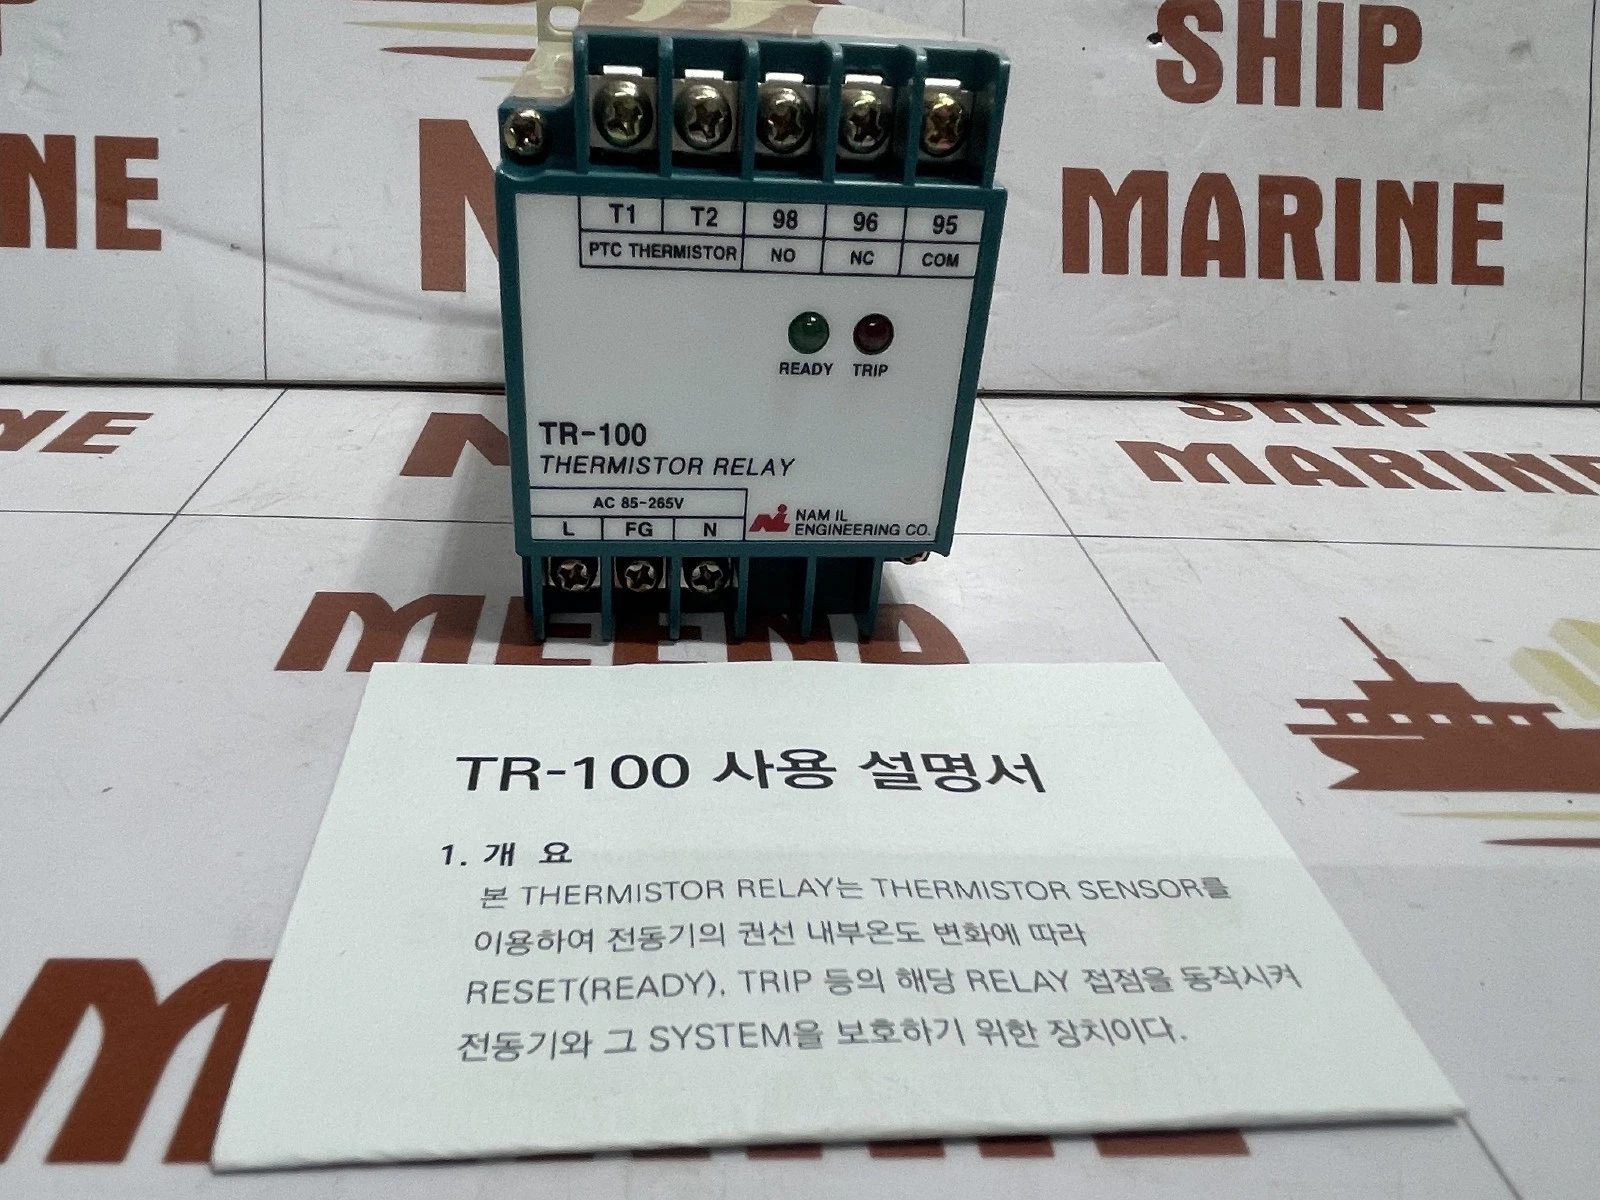 SHIP
MARINE
NE
T1 T2 98 96 95
PTC THERMISTOR NO NC COM
READY TRIP
TR-100
THERMISTOR RELAY
AC 85-265V
L FG N
NAM IL
ENGINEERING CO.
NE
SHIP
MARINE
TR-100 사용 설명서
1. 개 요
본 THERMISTOR RELAY는 THERMISTOR SENSOR를
이용하여 전동기의 권선 내부온도 변화에 따라
RESET(READY), TRIP 등의 해당 RELAY 접점을 동작시켜
전동기와 그 SYSTEM을 보호하기 위한 장치이다.